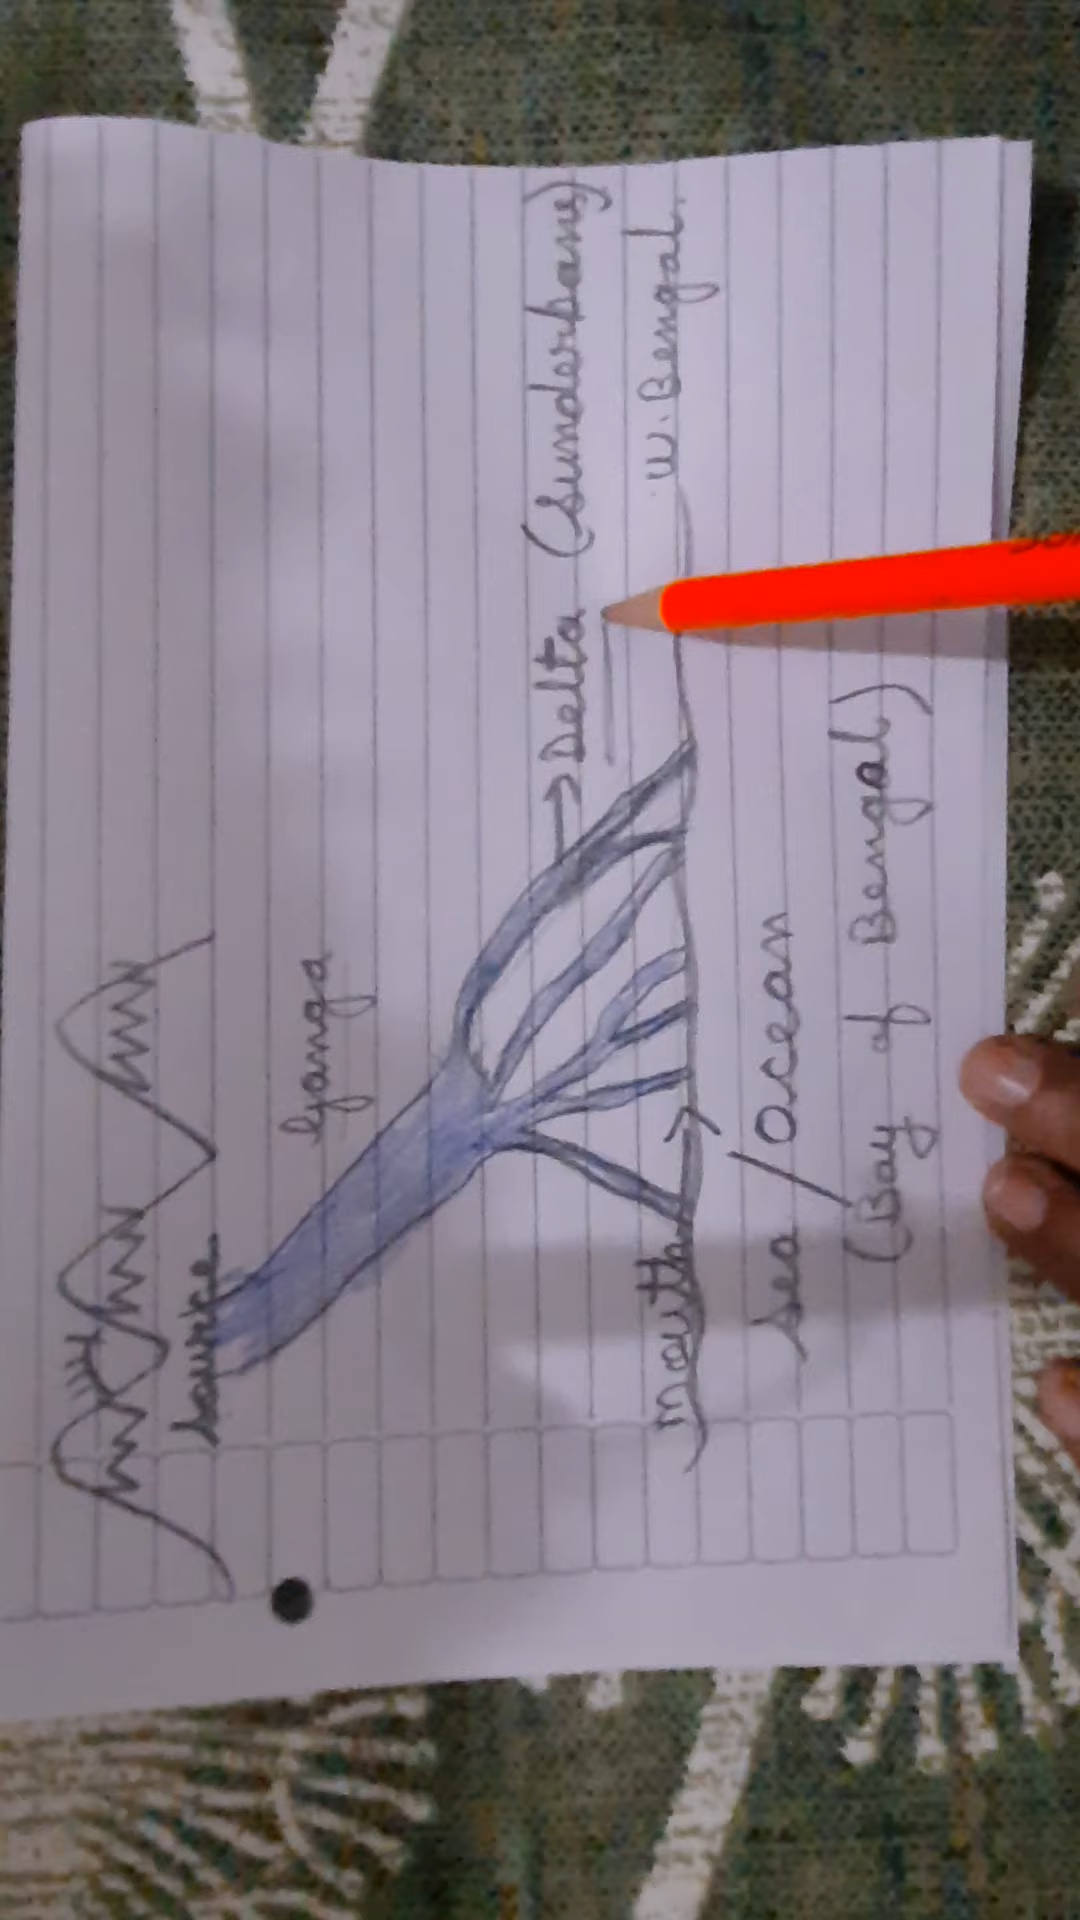 source
Ganga
Delta (Sunderbans)
W. Bengal.
Mouth
Sea / Ocean
(Bay of Bengal)